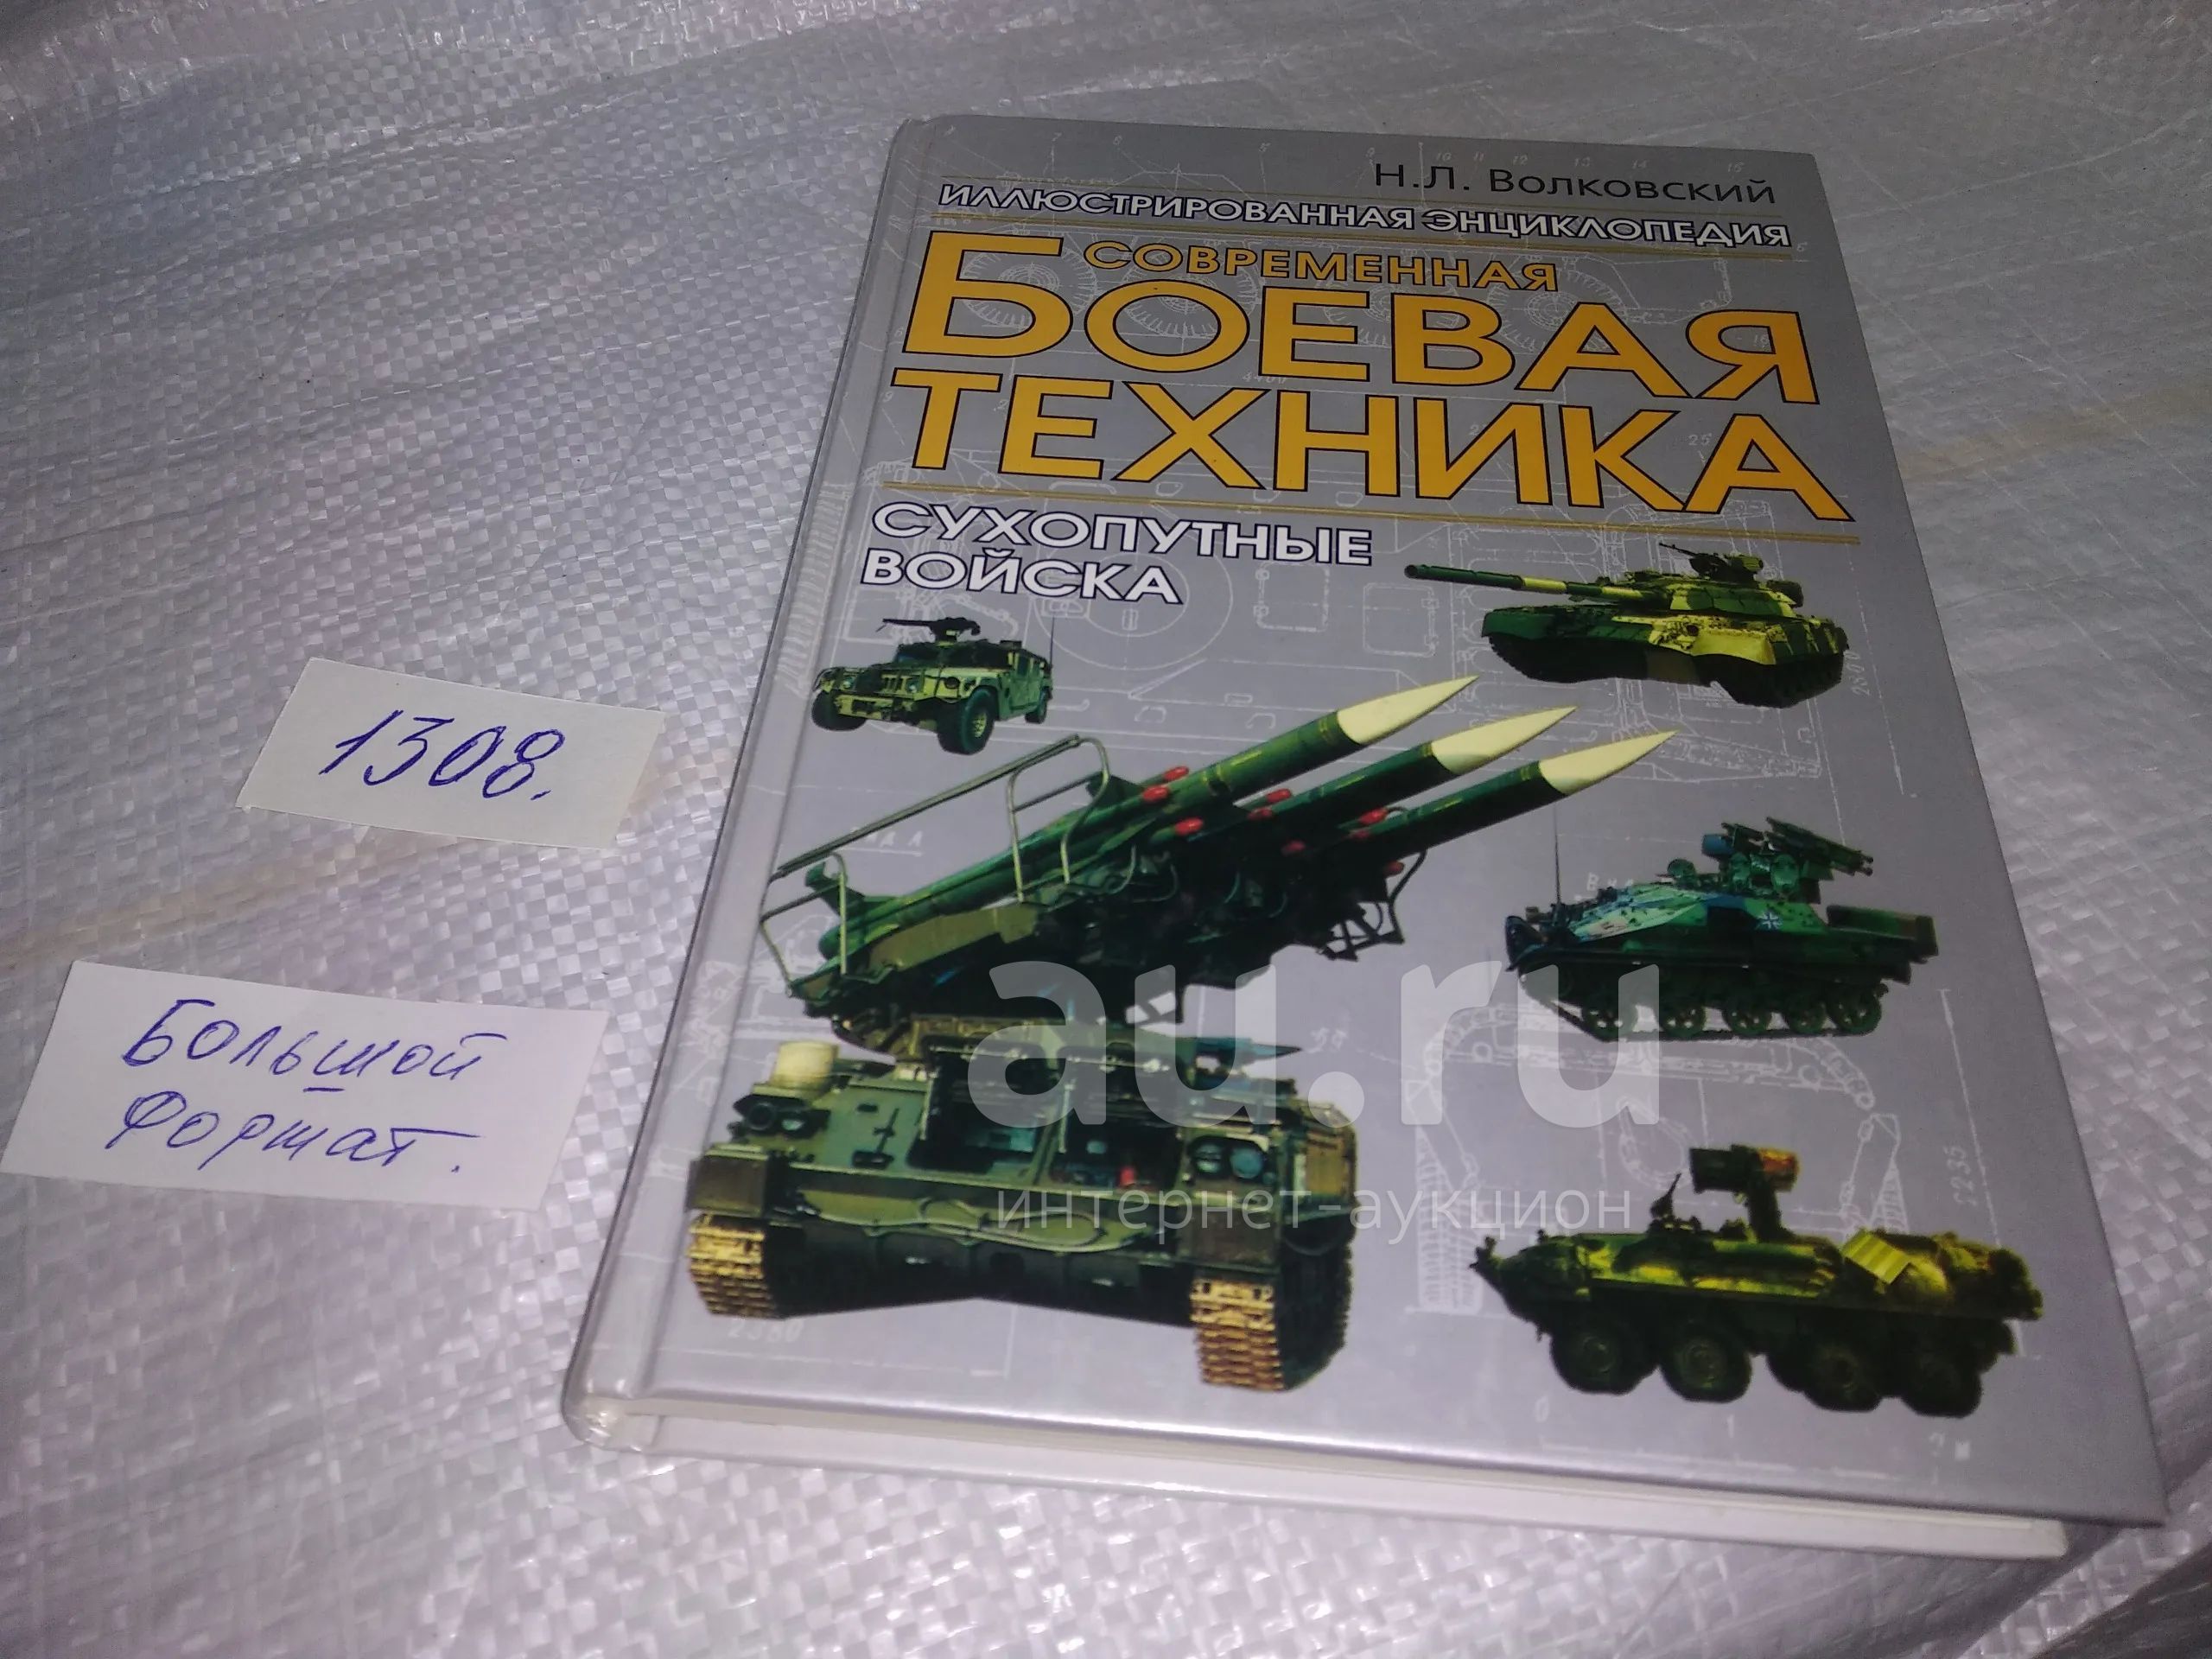 Н.Л. Волковский
ИЛЛЮСТРИРОВАННАЯ ЭНЦИКЛОПЕДИЯ
СОВРЕМЕННАЯ
БОЕВАЯ
ТЕХНИКА
СУХОПУТНЫЕ
ВОЙСКА
1308.
Большой
формат.
au.ru
интернет-аукцион